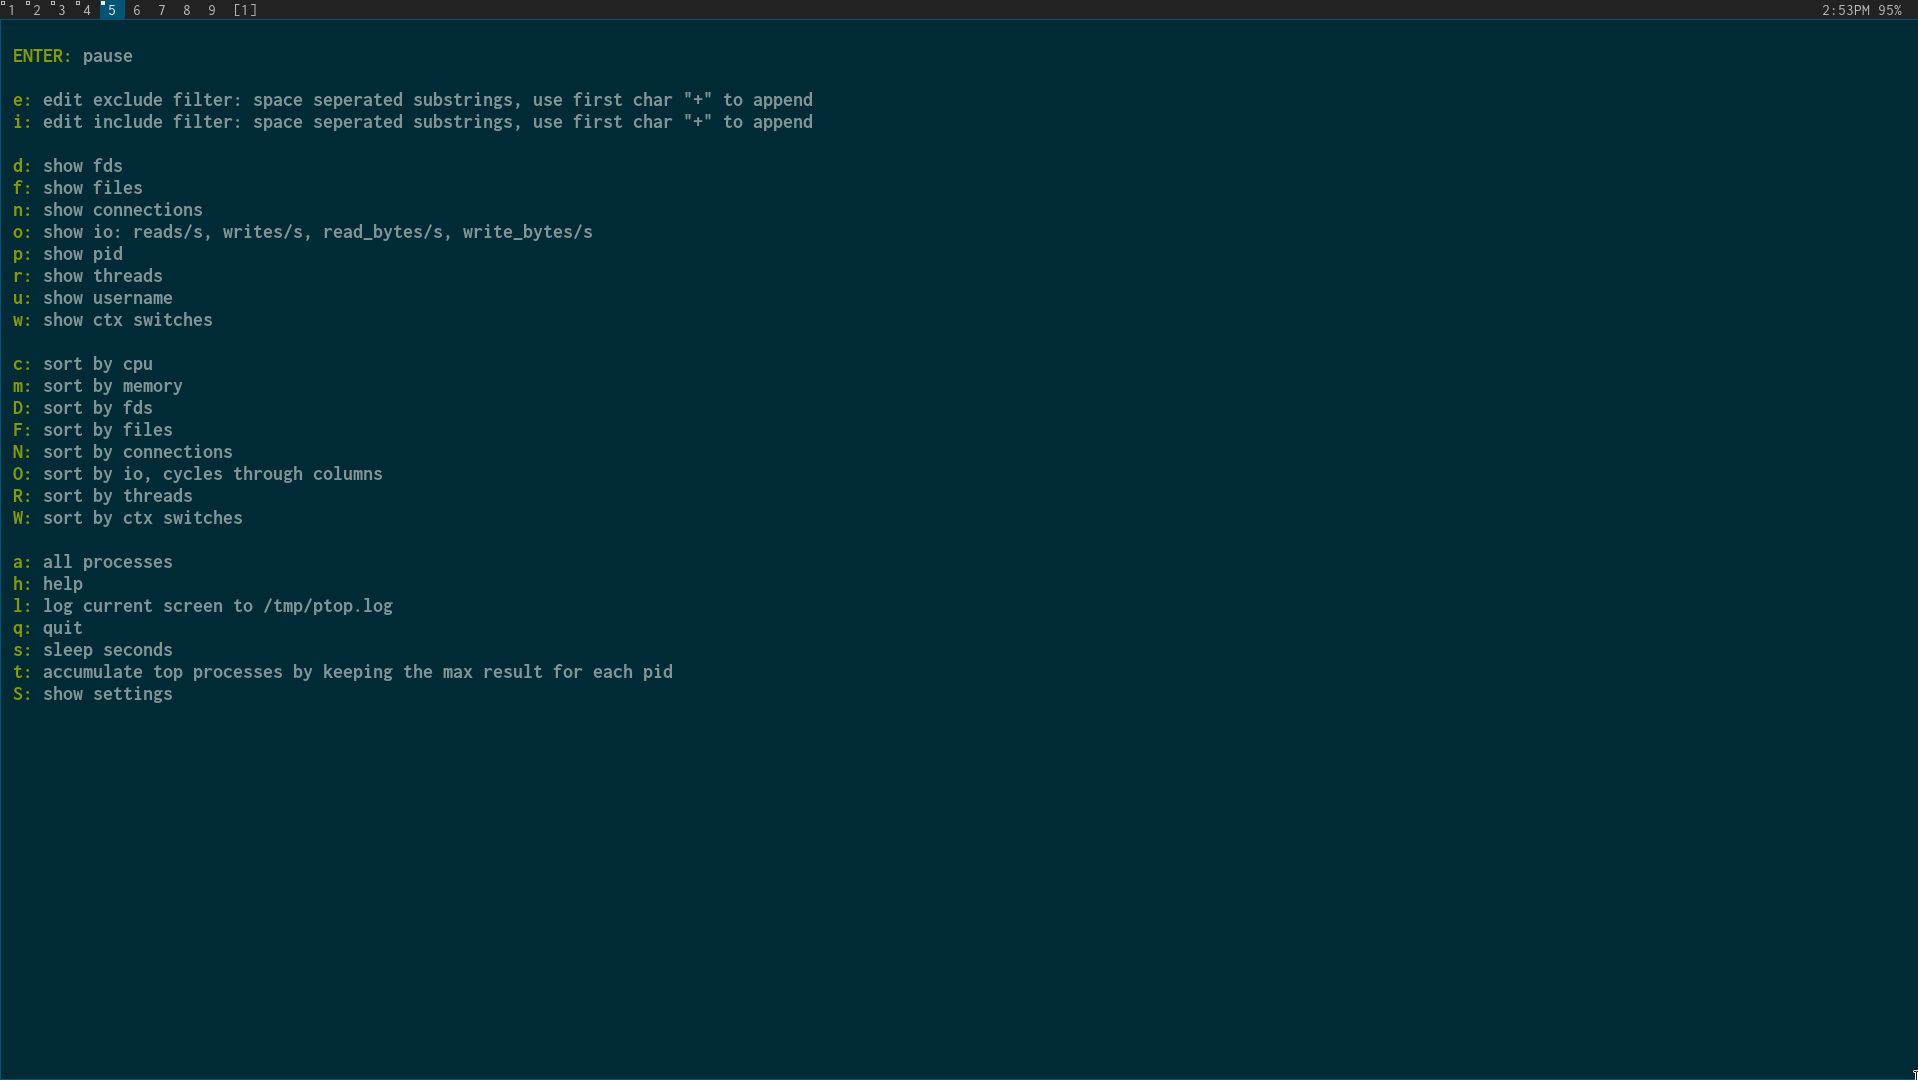 1 2 3 4 5 6 7 8 9 [1] 2:53PM 95%
ENTER: pause
e: edit exclude filter: space seperated substrings, use first char "+" to append
i: edit include filter: space seperated substrings, use first char "+" to append
d: show fds
f: show files
n: show connections
o: show io: reads/s, writes/s, read_bytes/s, write_bytes/s
p: show pid
r: show threads
u: show username
w: show ctx switches
c: sort by cpu
m: sort by memory
D: sort by fds
F: sort by files
N: sort by connections
O: sort by io, cycles through columns
R: sort by threads
W: sort by ctx switches
a: all processes
h: help
l: log current screen to /tmp/ptop.log
q: quit
s: sleep seconds
t: accumulate top processes by keeping the max result for each pid
S: show settings